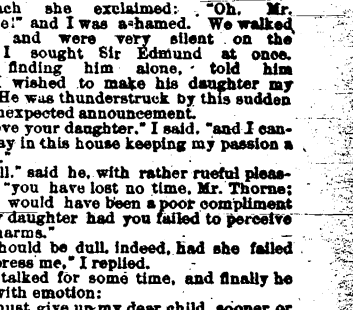 ach she exclaimed: "Oh, Mr.
e!" and I was ashamed. We walked
and were very silent on the
I sought Sir Edmund at once.
finding him alone, told him
wished to make his daughter my
He was thunderstruck by this sudden
nexpected announcement.
ve your daughter," I said, "and I can-
ay in this house keeping my passion a
"
ll," said he, with rather rueful pleas-
"you have lost no time, Mr. Thorne;
would have been a poor compliment
daughter had you failed to perceive
harms."
hould be dull, indeed, had she failed
press me," I replied.
talked for some time, and finally he
with emotion:
must give up my dear child, sooner or